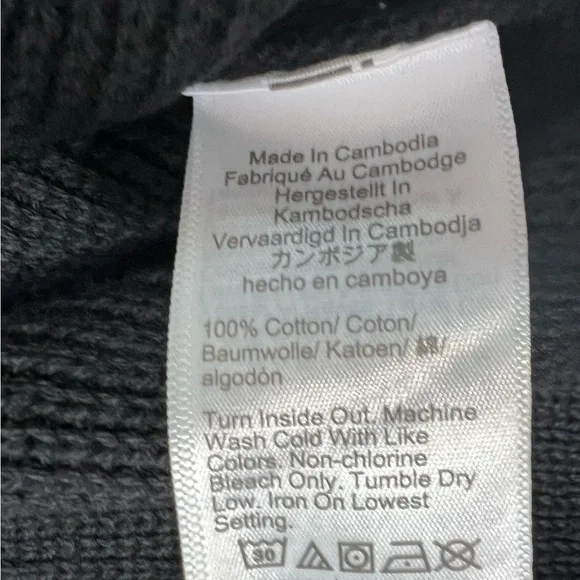 Made In Cambodia
Fabriqué Au Cambodge
Hergestellt In
Kambodscha
Vervaardigd In Cambodja
カンボジア製
hecho en camboya
100% Cotton/ Coton/
Baumwolle/ Katoen/ 綿/
algodón
Turn Inside Out. Machine
Wash Cold With Like
Colors. Non-chlorine
Bleach Only. Tumble Dry
Low. Iron On Lowest
Setting.
30